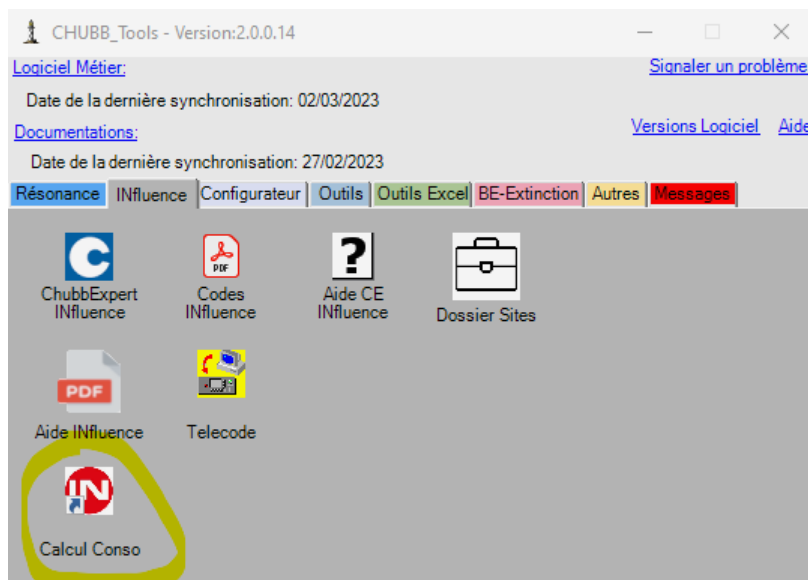 CHUBB_Tools - Version:2.0.0.14
Logiciel Métier:
Signaler un problème
Date de la dernière synchronisation: 02/03/2023
Documentations:
Versions Logiciel Aide
Date de la dernière synchronisation: 27/02/2023
Résonance INfluence Configurateur Outils Outils Excel BE-Extinction Autres Messages
C
PDF
?
ChubbExpert INfluence
Codes INfluence
Aide CE INfluence
Dossier Sites
PDF
Aide INfluence
Telecode
IN
Calcul Conso